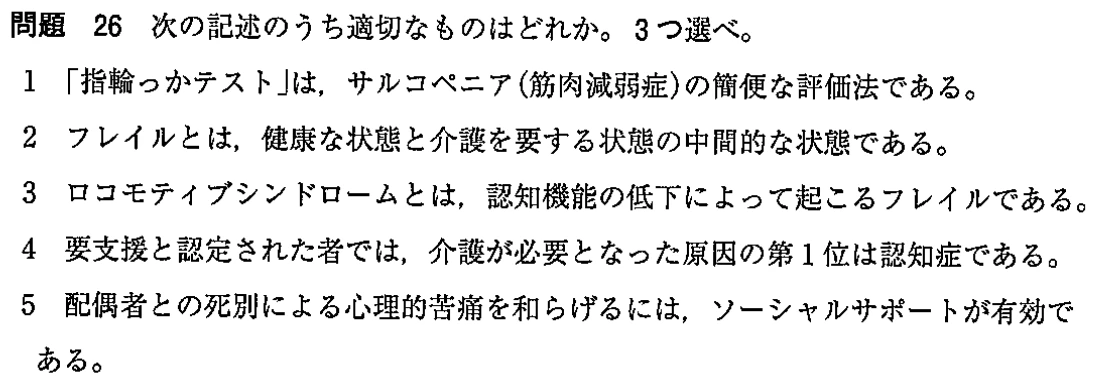 問題 26 次の記述のうち適切なものはどれか。3つ選べ。
1 「指輪っかテスト」は，サルコペニア(筋肉減弱症)の簡便な評価法である。
2 フレイルとは，健康な状態と介護を要する状態の中間的な状態である。
3 ロコモティブシンドロームとは，認知機能の低下によって起こるフレイルである。
4 要支援と認定された者では，介護が必要となった原因の第1位は認知症である。
5 配偶者との死別による心理的苦痛を和らげるには，ソーシャルサポートが有効で
ある。